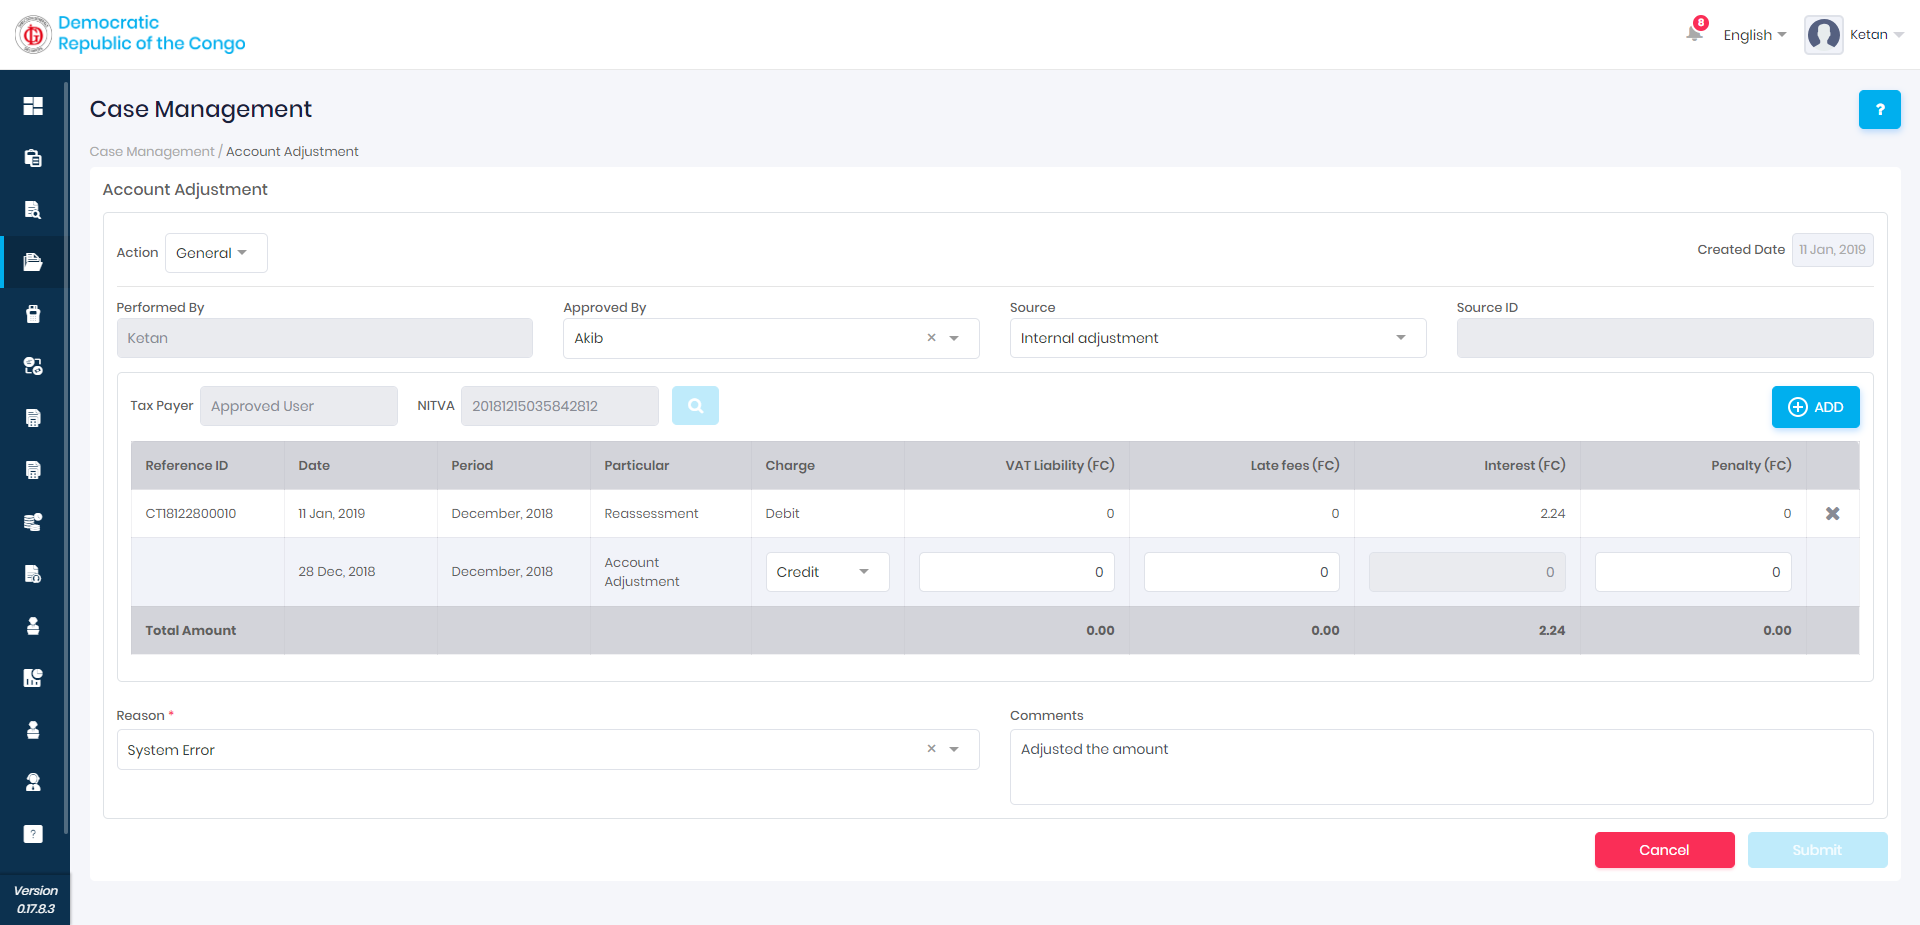 Democratic
Republic of the Congo
8
English
Ketan
Case Management
?
Case Management / Account Adjustment
Account Adjustment
Action General
Created Date 11 Jan, 2019
Performed By Approved By Source Source ID
Ketan Akib × Internal adjustment
Tax Payer Approved User NITVA 20181215035842812 ADD
Reference ID Date Period Particular Charge VAT Liability (FC) Late fees (FC) Interest (FC) Penalty (FC)
CT18122800010 11 Jan, 2019 December, 2018 Reassessment Debit 0 0 2.24 0
28 Dec, 2018 December, 2018 Account Adjustment Credit 0 0 0 0
Total Amount 0.00 0.00 2.24 0.00
Reason * Comments
System Error × Adjusted the amount
Cancel Submit
?
Version
0.17.8.3